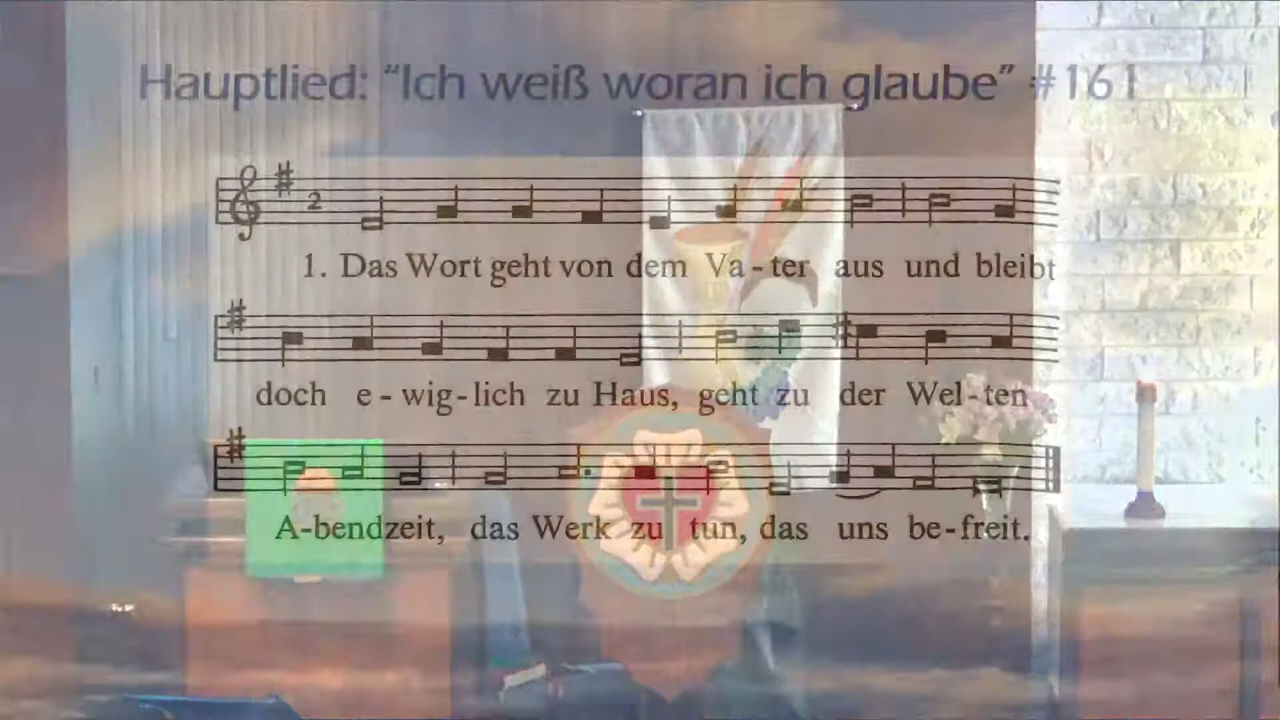 Hauptlied: “Ich weiß woran ich glaube” #161
2
1. Das Wort geht von dem Va-ter aus und bleibt
doch e-wig-lich zu Haus, geht zu der Wel-ten
A-bendzeit, das Werk zu tun, das uns be-freit.